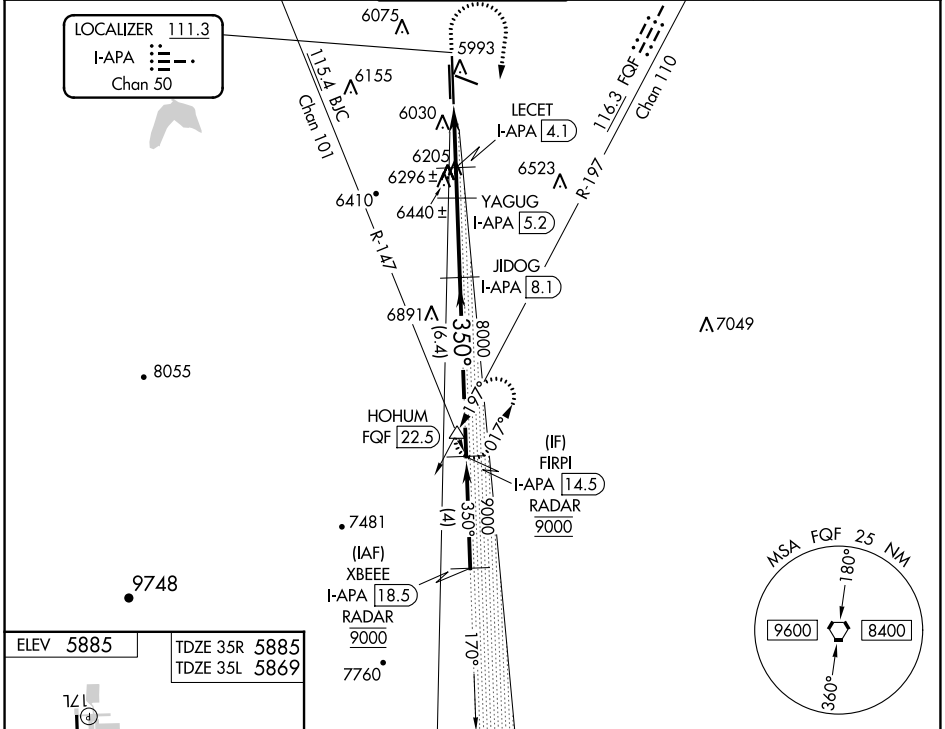 LOCALIZER 111.3
I-APA
Chan 50
6075
5993
115.4 BJC
Chan 101
6155
116.3 FQF
Chan 110
6030
LECET
I-APA 4.1
6205
6296 ±
6523
R-197
6410
6440 ±
YAGUG
I-APA 5.2
R-147
JIDOG
I-APA 8.1
6891
(6.4)
350°
8000
7049
8055
197°
017°
HOHUM
FQF 22.5
(IF)
FIRPI
I-APA 14.5
RADAR
9000
7481
(4)
350°
9000
(IAF)
XBEEE
I-APA 18.5
RADAR
9000
9748
7760
170°
MSA FQF 25 NM
180°
9600
8400
360°
ELEV 5885
TDZE 35R 5885
TDZE 35L 5869
17L
P